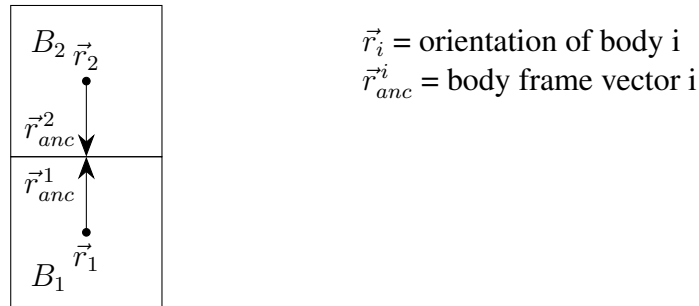 B₂
r⃗₂
r⃗²ₐₙ꜀
r⃗¹ₐₙ꜀
r⃗₁
B₁
r⃗ᵢ = orientation of body i
r⃗ⁱₐₙ꜀ = body frame vector i